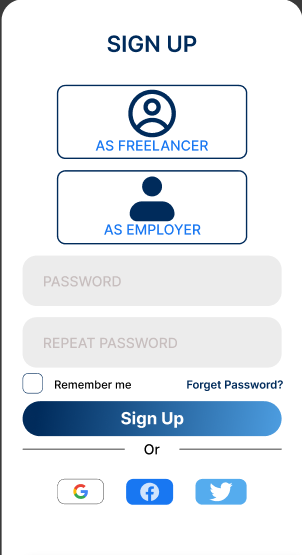 SIGN UP
AS FREELANCER
AS EMPLOYER
PASSWORD
REPEAT PASSWORD
Remember me Forget Password?
Sign Up
Or